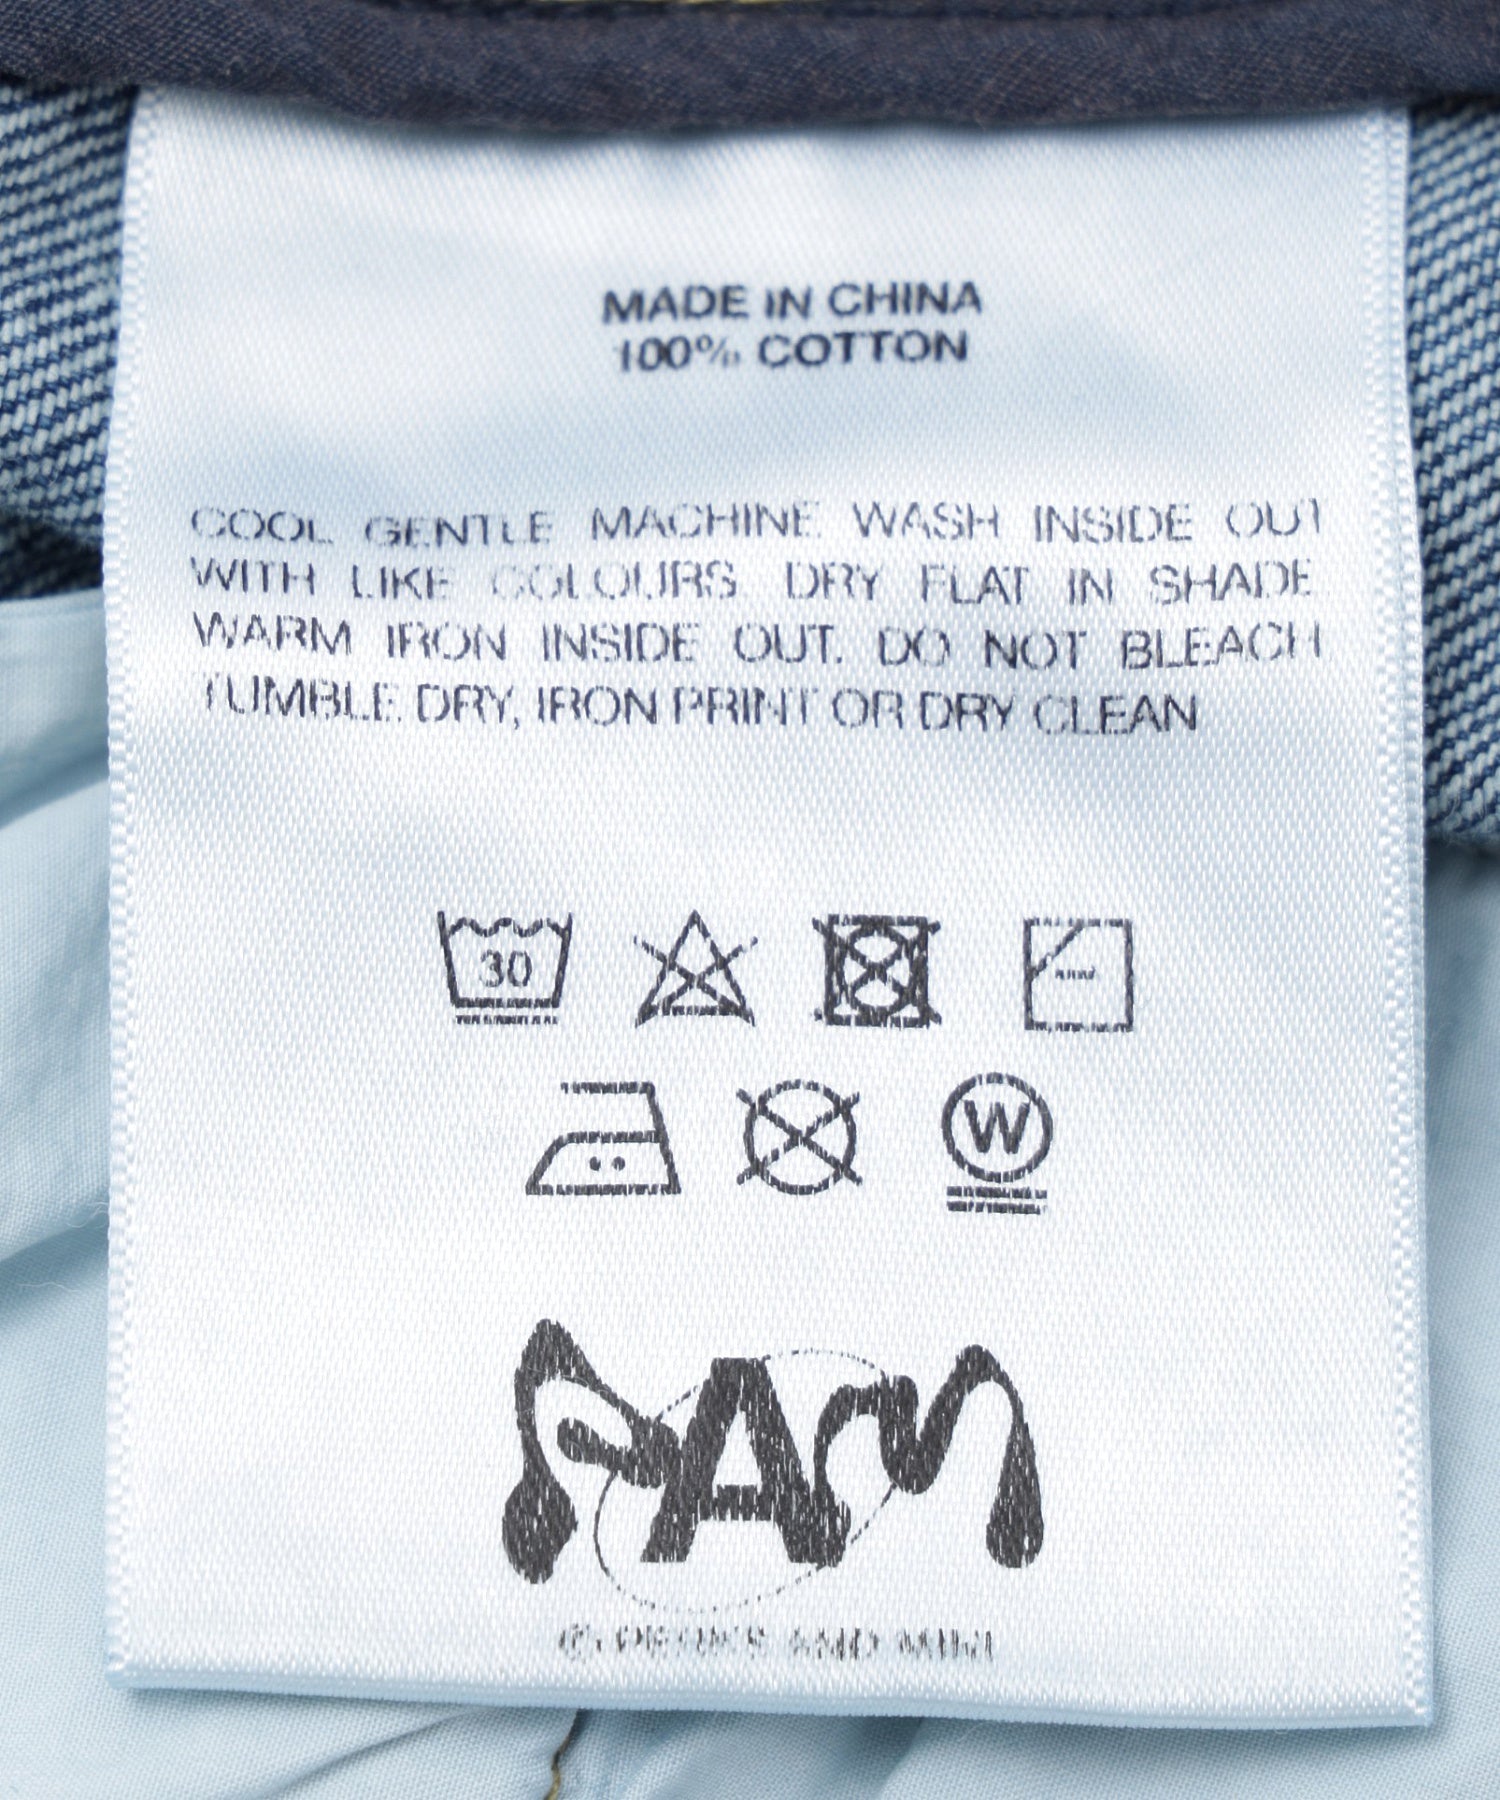 MADE IN CHINA
100% COTTON
COOL GENTLE MACHINE WASH INSIDE OUT
WITH LIKE COLOURS. DRY FLAT IN SHADE
WARM IRON INSIDE OUT. DO NOT BLEACH
TUMBLE DRY, IRON PRINT OR DRY CLEAN
30
W
PAM
© PERKS AND MINI